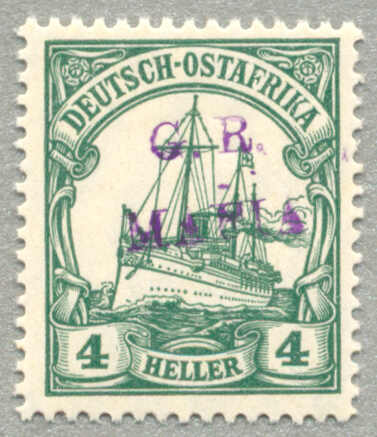 DEUTSCH-OSTAFRIKA
G. R.
MAFIA
4 HELLER 4